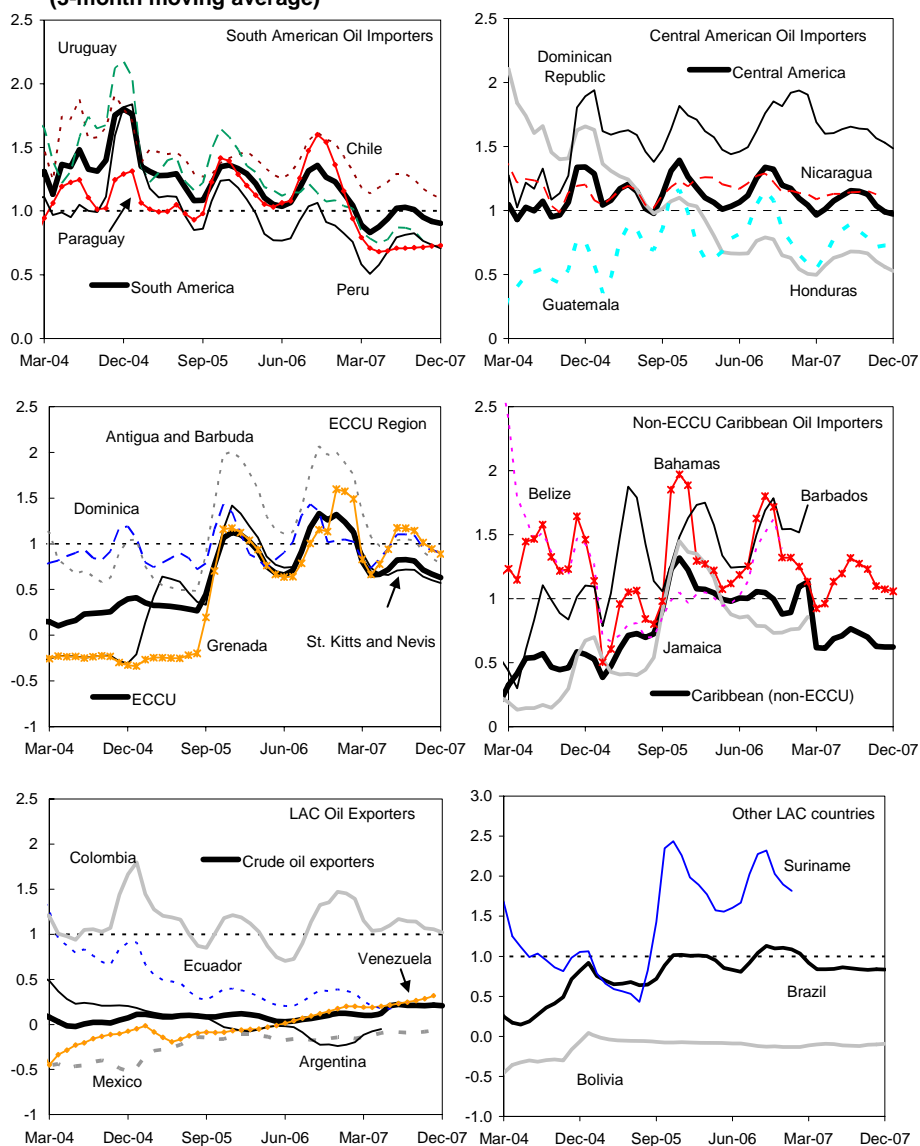 (3-month moving average)
South American Oil Importers
2.5
2.0
1.5
1.0
0.5
0.0
Uruguay
Chile
Paraguay
South America
Peru
Mar-04 Dec-04 Sep-05 Jun-06 Mar-07 Dec-07
Central American Oil Importers
2.5
2
1.5
1
0.5
0
Dominican
Republic
Central America
Nicaragua
Guatemala
Honduras
Mar-04 Dec-04 Sep-05 Jun-06 Mar-07 Dec-07
ECCU Region
2.5
2
1.5
1
0.5
0
-0.5
-1
Antigua and Barbuda
Dominica
Grenada
St. Kitts and Nevis
ECCU
Mar-04 Dec-04 Sep-05 Jun-06 Mar-07 Dec-07
Non-ECCU Caribbean Oil Importers
2.5
2
1.5
1
0.5
0
Bahamas
Belize
Barbados
Jamaica
Caribbean (non-ECCU)
Mar-04 Dec-04 Sep-05 Jun-06 Mar-07 Dec-07
LAC Oil Exporters
2.5
2
1.5
1
0.5
0
-0.5
-1
Colombia
Crude oil exporters
Ecuador
Venezuela
Mexico
Argentina
Mar-04 Dec-04 Sep-05 Jun-06 Mar-07 Dec-07
Other LAC countries
3.0
2.5
2.0
1.5
1.0
0.5
0.0
-0.5
-1.0
Suriname
Brazil
Bolivia
Mar-04 Dec-04 Sep-05 Jun-06 Mar-07 Dec-07